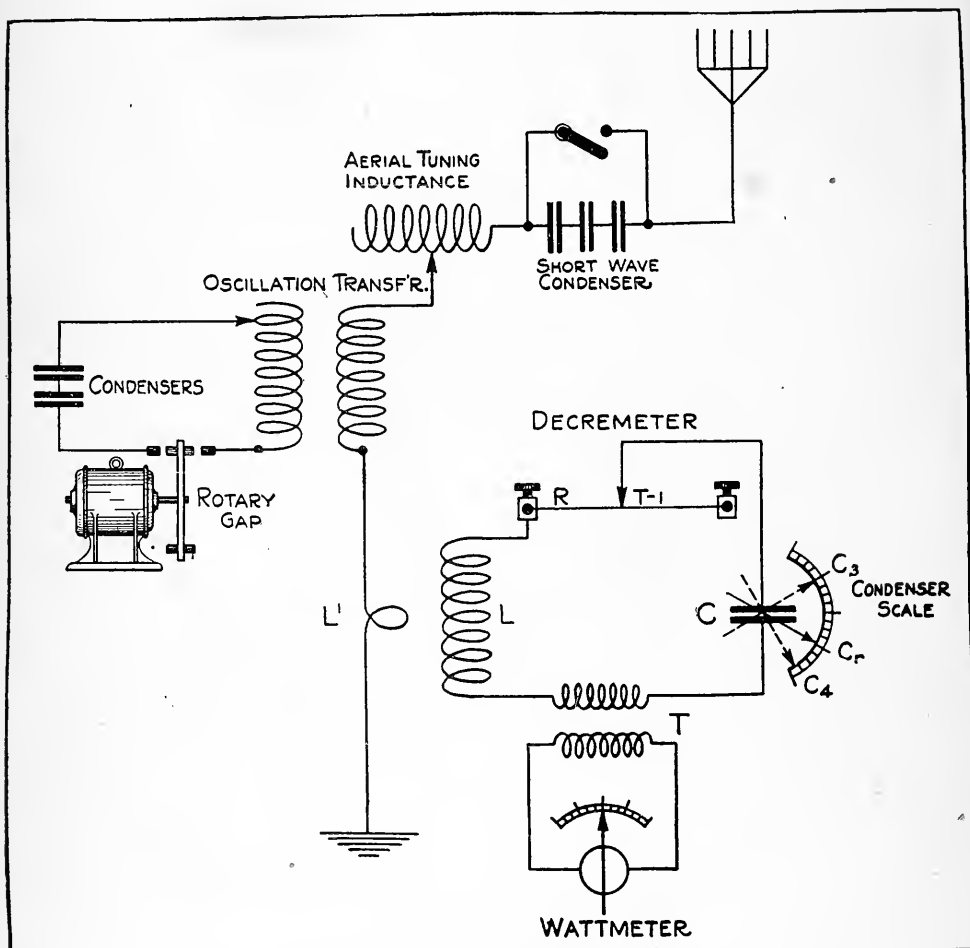 AERIAL TUNING
INDUCTANCE
SHORT WAVE
CONDENSER
OSCILLATION TRANSF'R.
CONDENSERS
ROTARY
GAP
DECREMETER
R
T-1
L'
L
C
C3
CONDENSER
SCALE
Cr
C4
T
WATTMETER